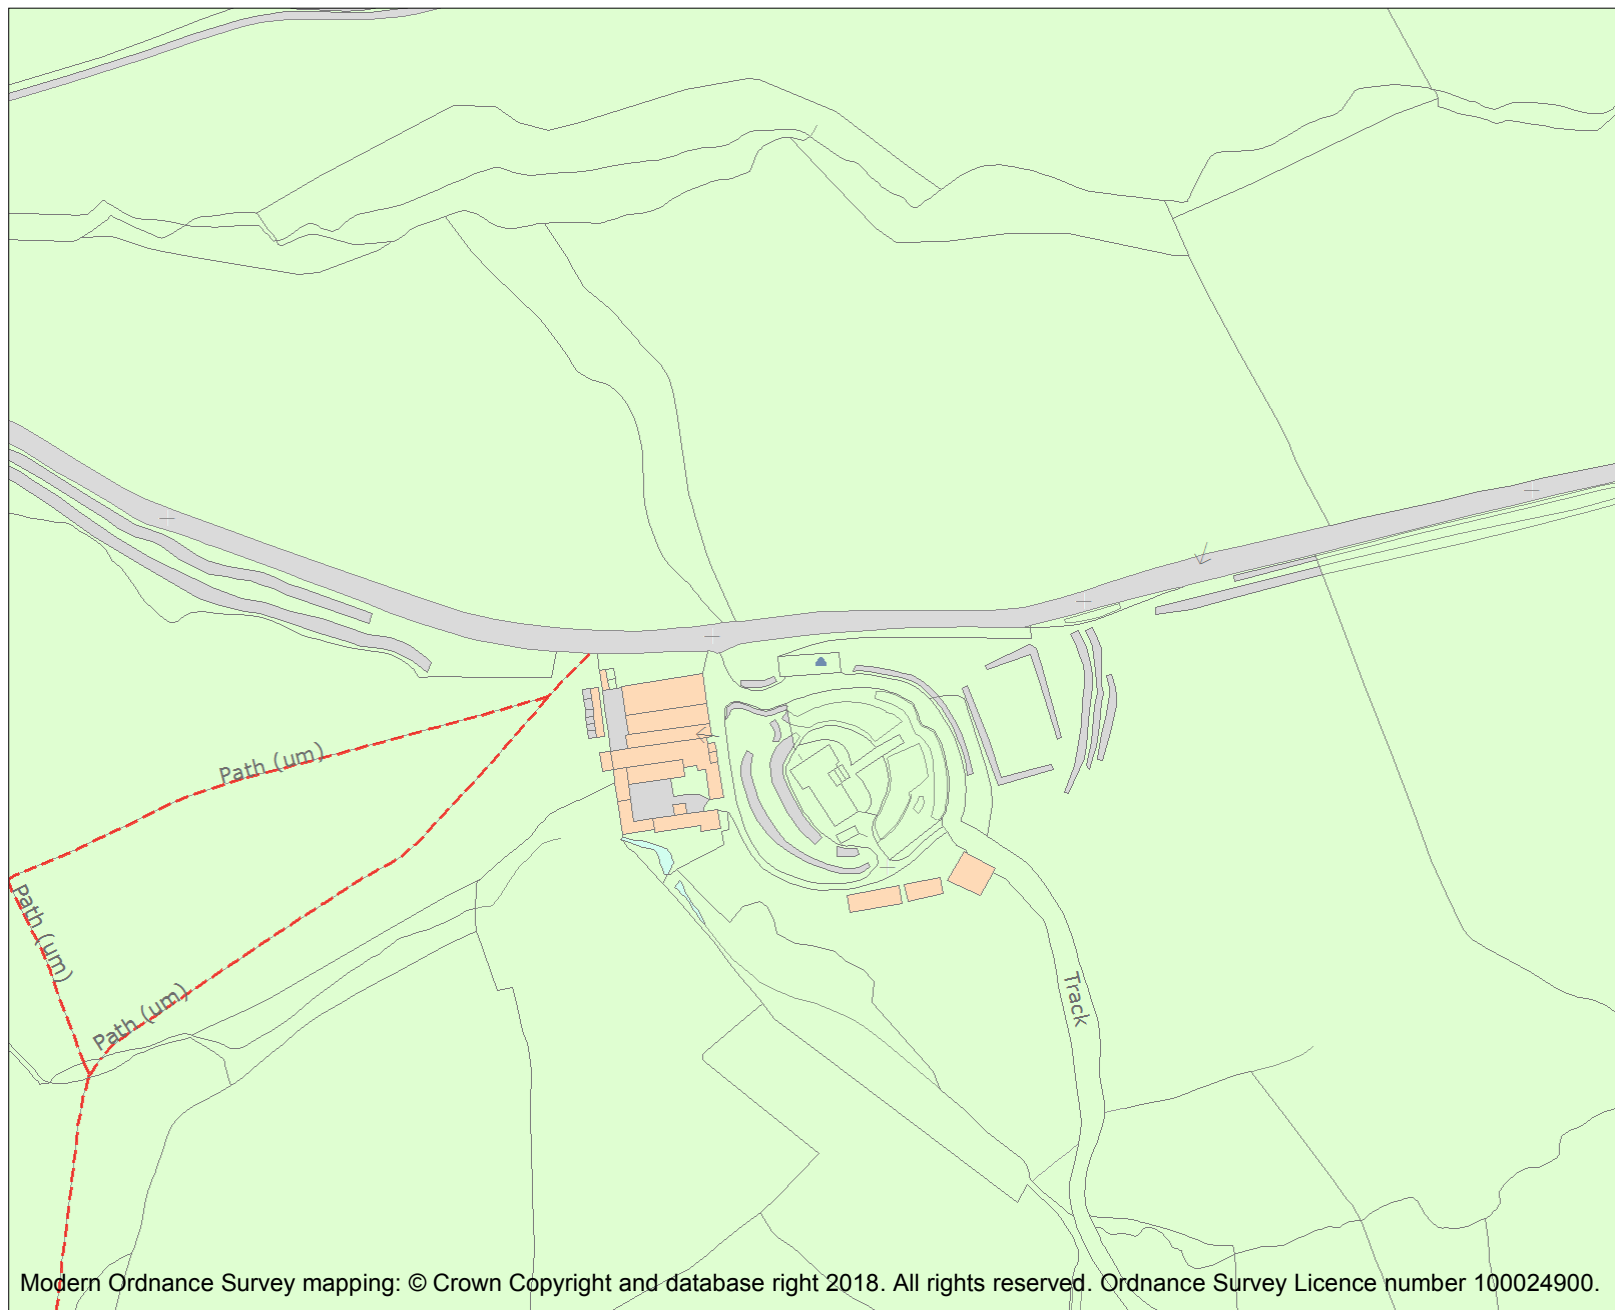 Path (um)
Path (um)
Path (um)
Track
Modern Ordnance Survey mapping: © Crown Copyright and database right 2018. All rights reserved. Ordnance Survey Licence number 100024900.